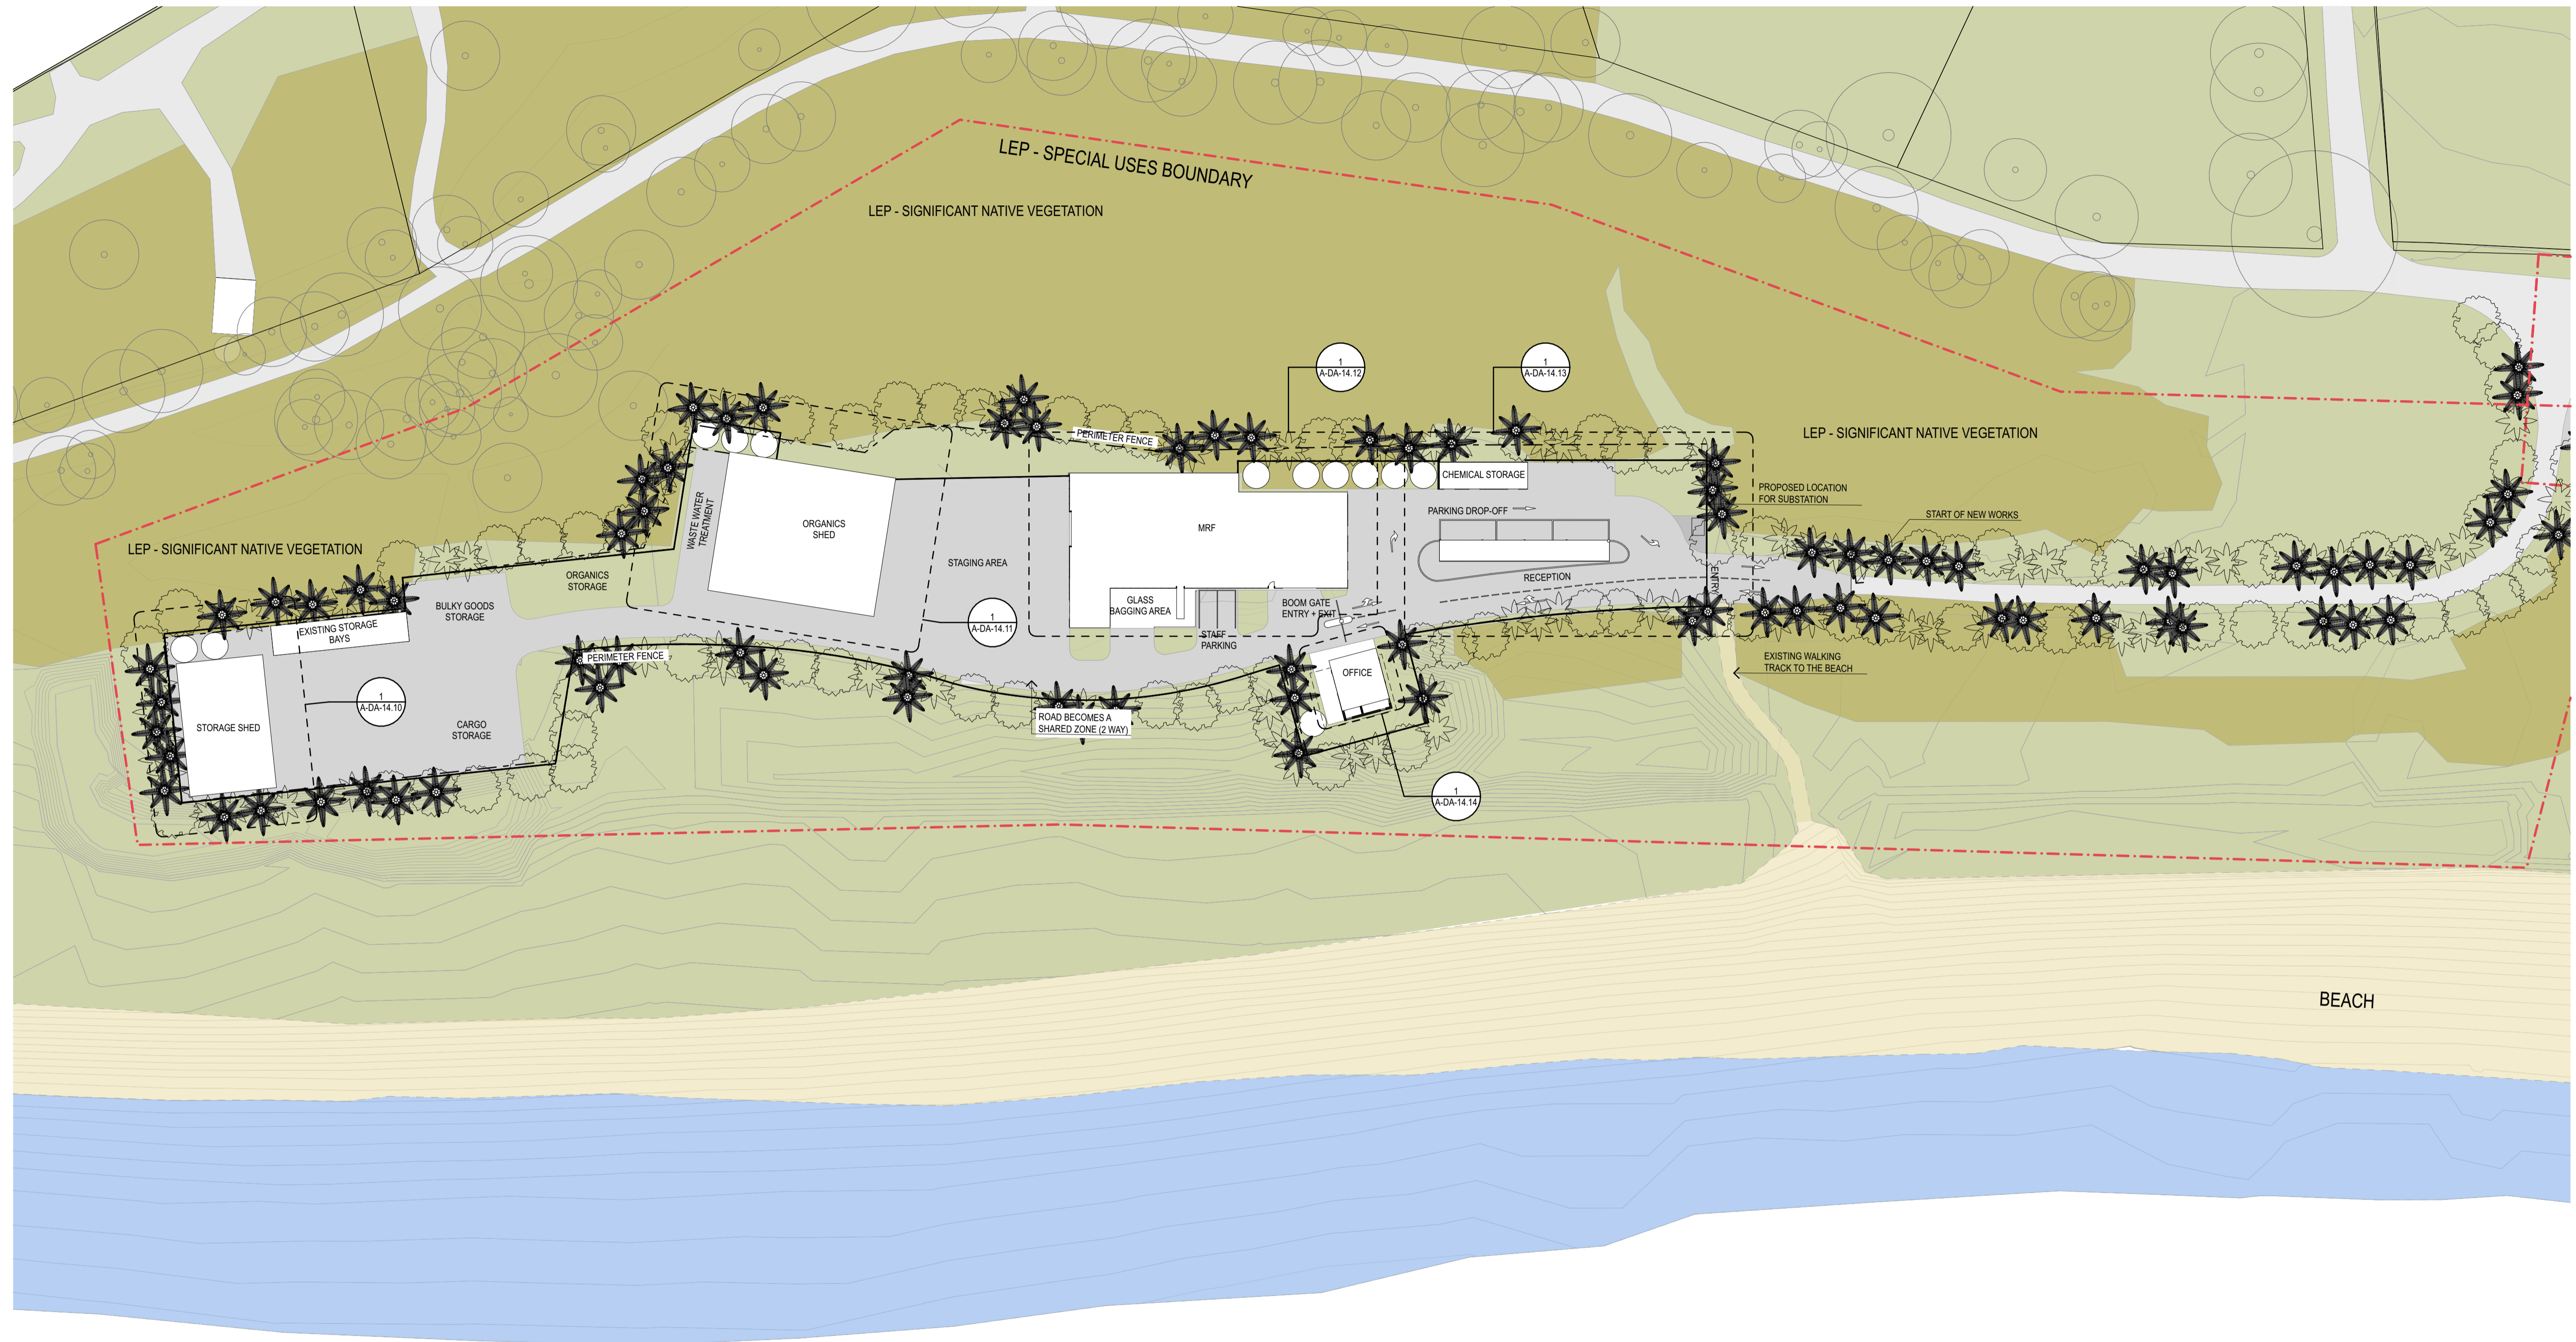 LEP - SPECIAL USES BOUNDARY
LEP - SIGNIFICANT NATIVE VEGETATION
1
A-DA-14.12
1
A-DA-14.13
PERIMETER FENCE
LEP - SIGNIFICANT NATIVE VEGETATION
CHEMICAL STORAGE
PROPOSED LOCATION
FOR SUBSTATION
PARKING DROP-OFF
START OF NEW WORKS
WASTE WATER
TREATMENT
ORGANICS
SHED
MRF
LEP - SIGNIFICANT NATIVE VEGETATION
STAGING AREA
ORGANICS
STORAGE
RECEPTION
ENTRY
BULKY GOODS
STORAGE
GLASS
BAGGING AREA
BOOM GATE
ENTRY + EXIT
EXISTING STORAGE
BAYS
1
A-DA-14.11
STAFF
PARKING
PERIMETER FENCE
EXISTING WALKING
TRACK TO THE BEACH
OFFICE
1
A-DA-14.10
STORAGE SHED
CARGO
STORAGE
ROAD BECOMES A
SHARED ZONE (2 WAY)
1
A-DA-14.14
BEACH